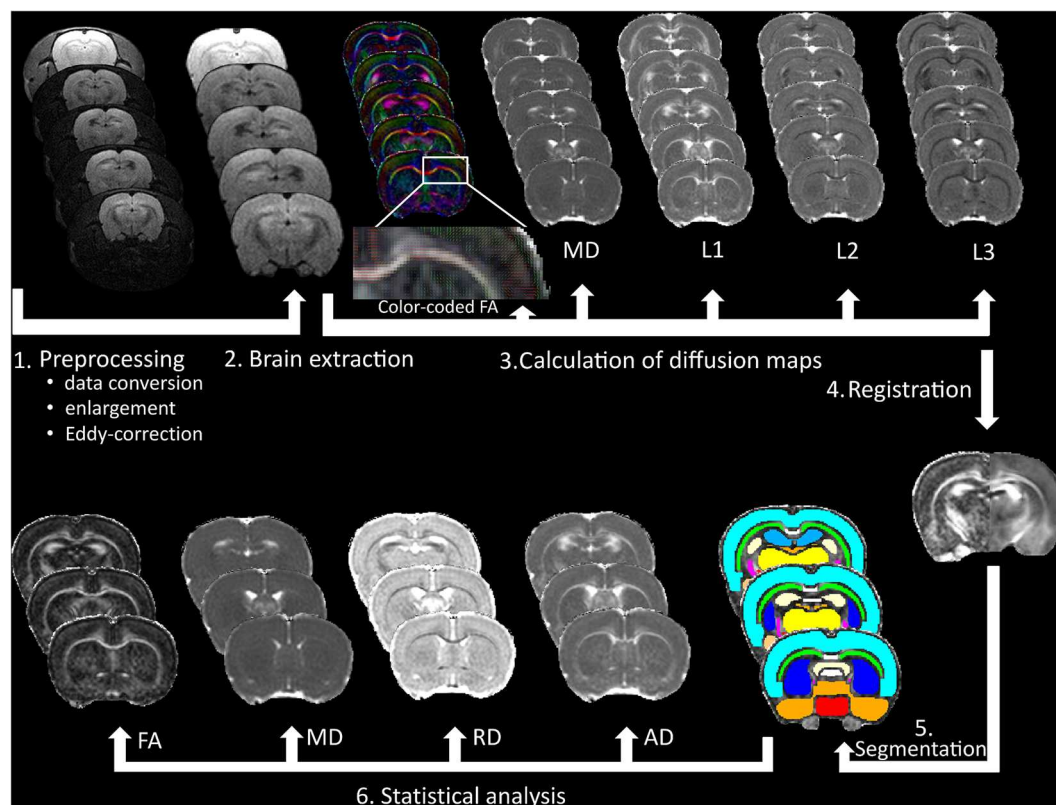 MD
L1
L2
L3
Color-coded FA
1. Preprocessing
• data conversion
• enlargement
• Eddy-correction
2. Brain extraction
3.Calculation of diffusion maps
4. Registration
5.
Segmentation
FA
MD
RD
AD
6. Statistical analysis